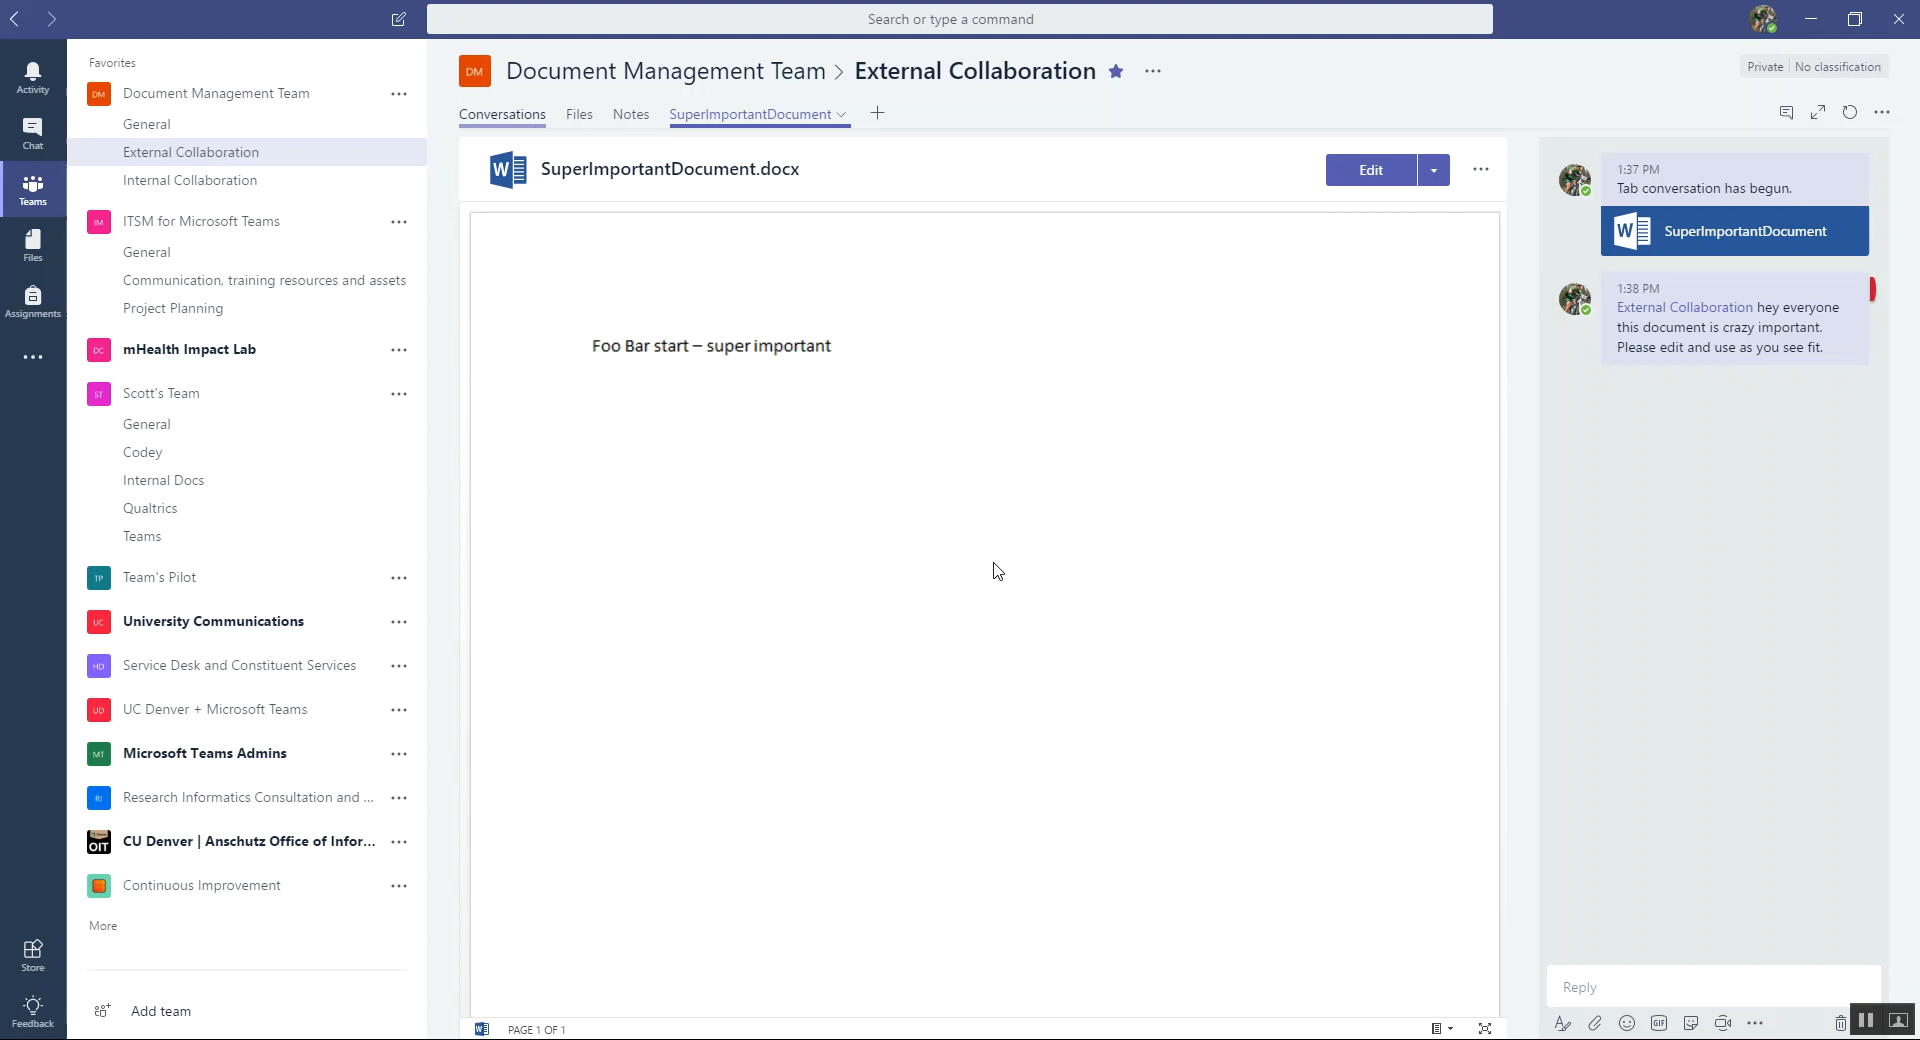 Search or type a command
Activity
Chat
Teams
Files
Assignments
Store
Feedback
Favorites
DM Document Management Team
General
External Collaboration
Internal Collaboration
IM ITSM for Microsoft Teams
General
Communication, training resources and assets
Project Planning
DC mHealth Impact Lab
ST Scott's Team
General
Codey
Internal Docs
Qualtrics
Teams
TP Team's Pilot
UC University Communications
HD Service Desk and Constituent Services
UD UC Denver + Microsoft Teams
MT Microsoft Teams Admins
RI Research Informatics Consultation and ...
OIT CU Denver | Anschutz Office of Infor...
Continuous Improvement
More
Add team
DM Document Management Team > External Collaboration
Private No classification
Conversations Files Notes SuperImportantDocument
W SuperImportantDocument.docx
Edit
Foo Bar start – super important
PAGE 1 OF 1
1:37 PM
Tab conversation has begun.
W SuperImportantDocument
1:38 PM
External Collaboration hey everyone
this document is crazy important.
Please edit and use as you see fit.
Reply
GIF